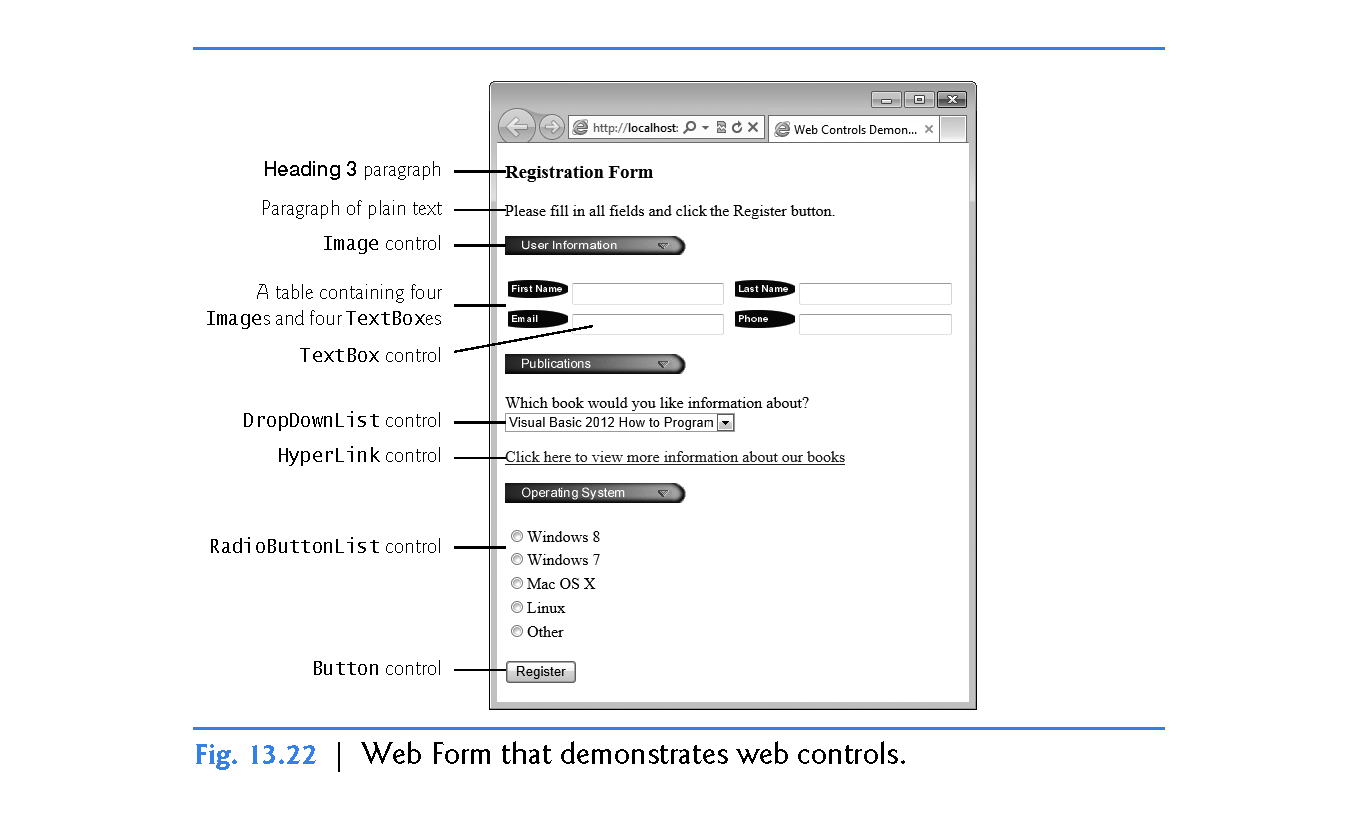 http://localhost:
Web Controls Demon...
Heading 3 paragraph
Registration Form
Paragraph of plain text
Please fill in all fields and click the Register button.
Image control
User Information
A table containing four
Images and four TextBoxes
First Name
Last Name
Email
Phone
TextBox control
Publications
Which book would you like information about?
DropDownList control
Visual Basic 2012 How to Program
HyperLink control
Click here to view more information about our books
Operating System
RadioButtonList control
Windows 8
Windows 7
Mac OS X
Linux
Other
Button control
Register
Fig. 13.22 | Web Form that demonstrates web controls.